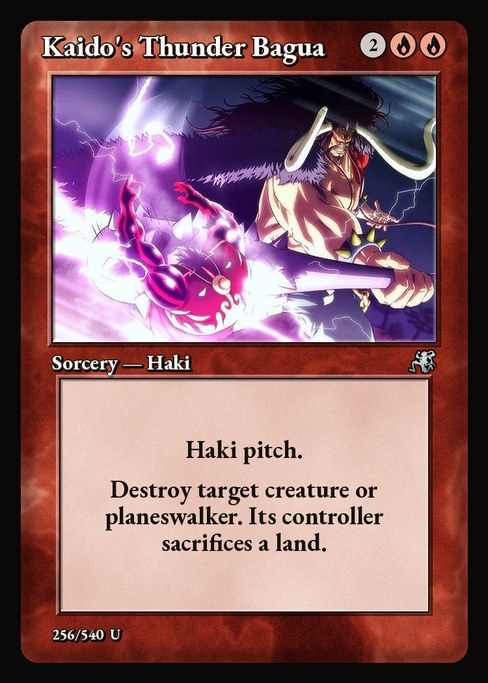 Kaido's Thunder Bagua 2
Sorcery — Haki
Haki pitch.
Destroy target creature or
planeswalker. Its controller
sacrifices a land.
256/540 U